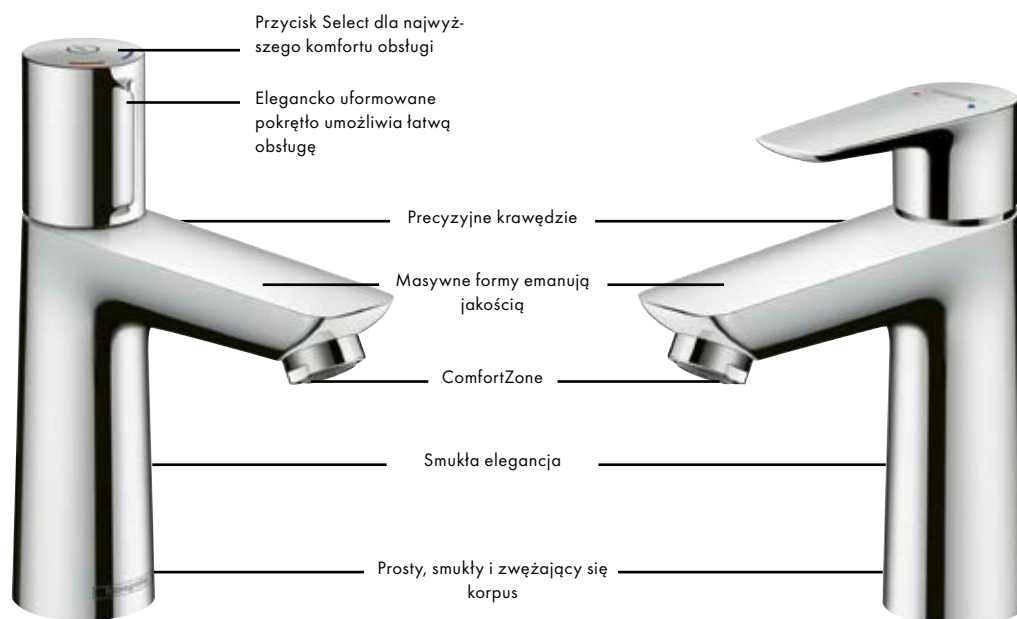 Przycisk Select dla najwyż-
szego komfortu obsługi
Elegancko uformowane
pokrętło umożliwia łatwą
obsługę
Precyzyjne krawędzie
Masywne formy emanują
jakością
ComfortZone
Smukła elegancja
Prosty, smukły i zwężający się
korpus